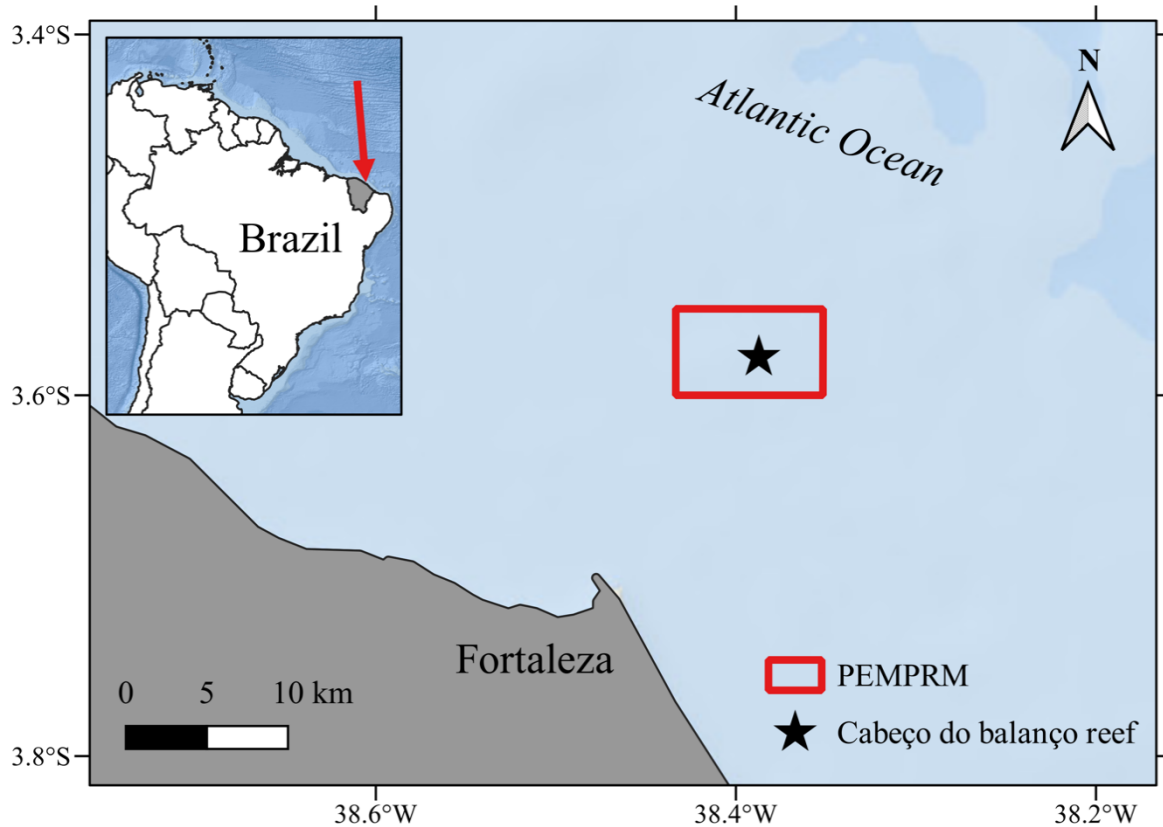 3.4°S
Atlantic Ocean
N
Brazil
3.6°S
Fortaleza
0 5 10 km
PEMPRM
Cabeço do balanço reef
3.8°S
38.6°W 38.4°W 38.2°W